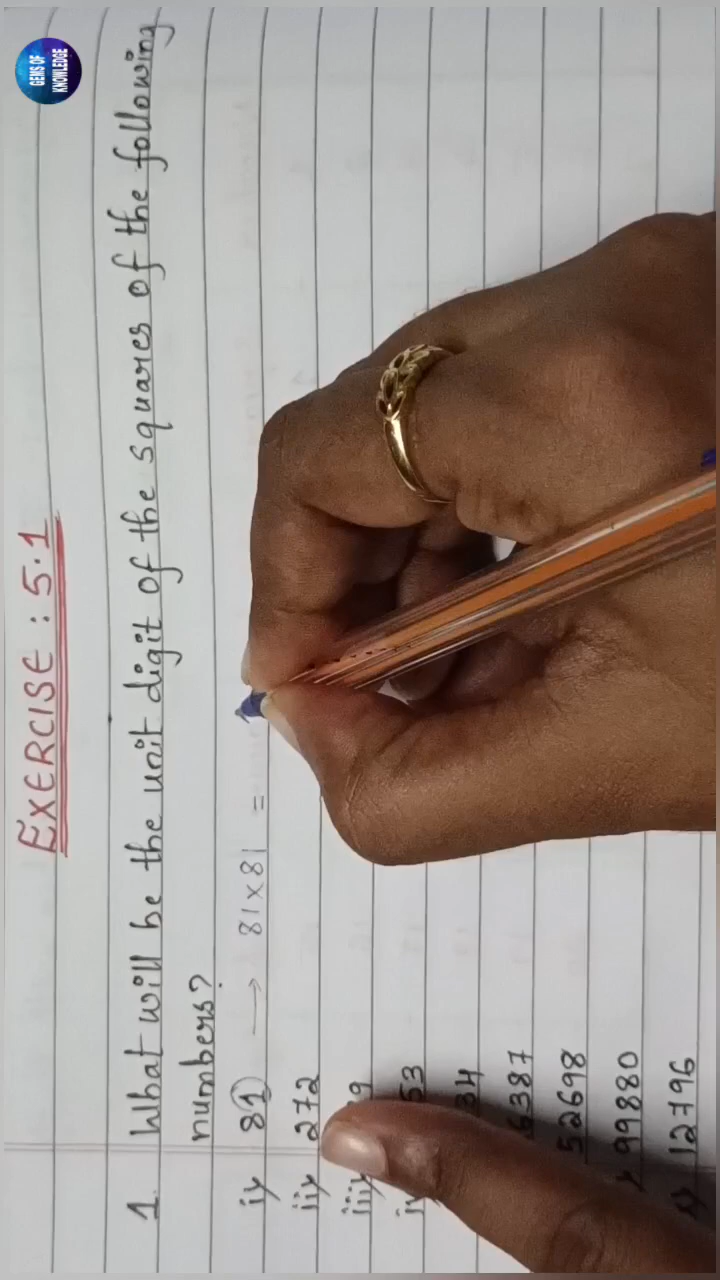 GEMS OF
KNOWLEDGE
EXERCISE : 5.1
1. What will be the unit digit of the squares of the following
numbers?
i) 81 → 81 x 81 =
ii) 272
iii) 9
53
34
6387
52698
99880
12796